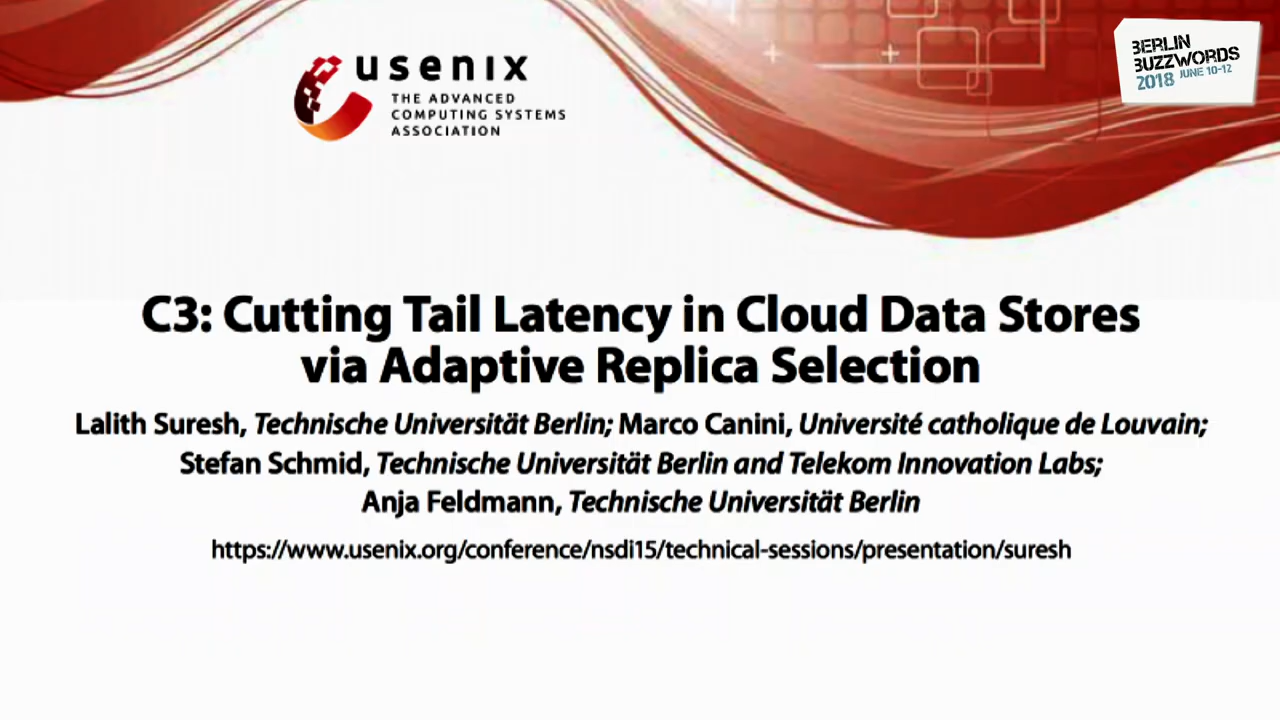 usenix
THE ADVANCED
COMPUTING SYSTEMS
ASSOCIATION
BERLIN
BUZZWORDS
2018 JUNE 10-12
C3: Cutting Tail Latency in Cloud Data Stores
via Adaptive Replica Selection
Lalith Suresh, Technische Universität Berlin; Marco Canini, Université catholique de Louvain;
Stefan Schmid, Technische Universität Berlin and Telekom Innovation Labs;
Anja Feldmann, Technische Universität Berlin
https://www.usenix.org/conference/nsdi15/technical-sessions/presentation/suresh